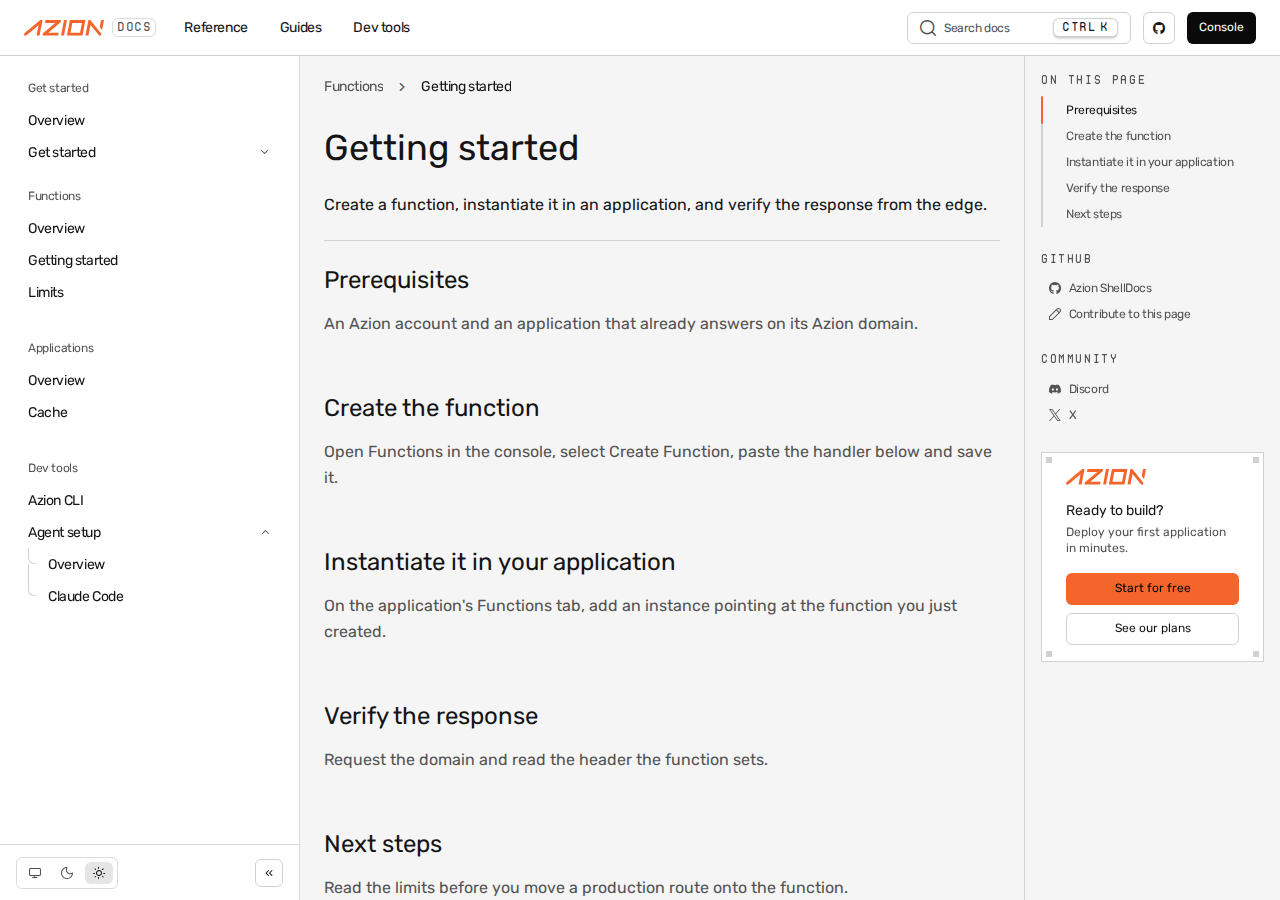 AZION DOCS Reference Guides Dev tools Search docs CTRL K Console
Get started
Overview
Get started
Functions
Overview
Getting started
Limits
Applications
Overview
Cache
Dev tools
Azion CLI
Agent setup
Overview
Claude Code
Functions Getting started
Getting started
Create a function, instantiate it in an application, and verify the response from the edge.
Prerequisites
An Azion account and an application that already answers on its Azion domain.
Create the function
Open Functions in the console, select Create Function, paste the handler below and save
it.
Instantiate it in your application
On the application's Functions tab, add an instance pointing at the function you just
created.
Verify the response
Request the domain and read the header the function sets.
Next steps
Read the limits before you move a production route onto the function.
ON THIS PAGE
Prerequisites
Create the function
Instantiate it in your application
Verify the response
Next steps
GITHUB
Azion ShellDocs
Contribute to this page
COMMUNITY
Discord
X
AZION
Ready to build?
Deploy your first application
in minutes.
Start for free
See our plans